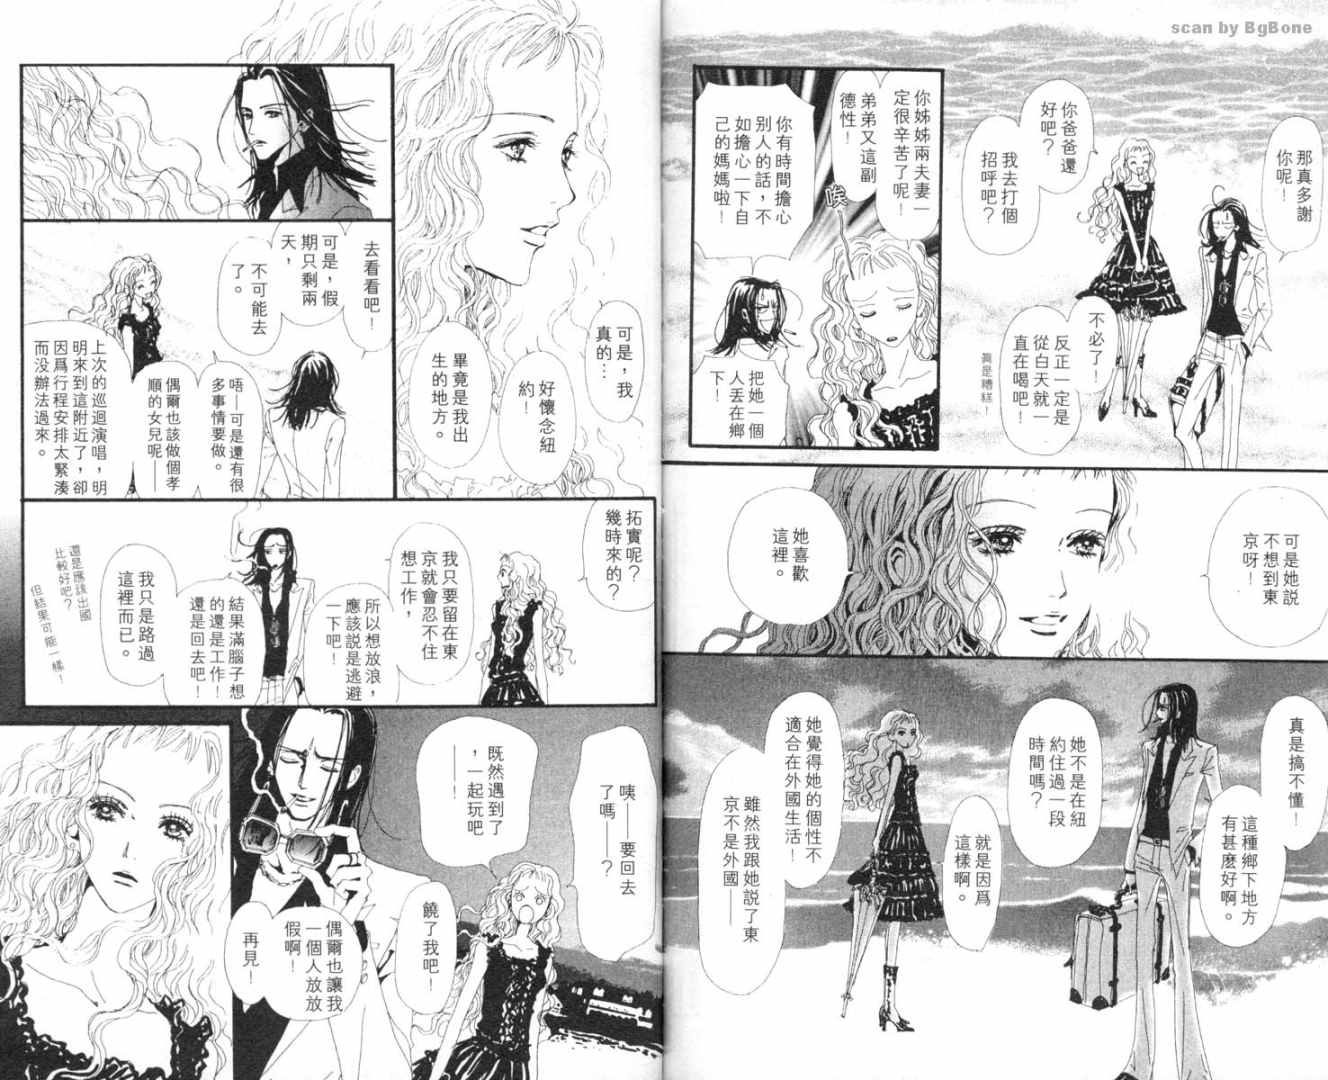 scan by BgBone
那真多謝
你呢！
你爸爸還
好吧？
我去打個
招呼吧？
不必了！
反正一定是
從白天就一
直在喝吧！
真是糟糕！
你姊姊兩夫妻一
定很辛苦了呢！
弟弟又這副
德性！
唉
你有時間擔心
別人的話，不
如擔心一下自
己的媽媽啦！
把她一個
人丟在鄉
下！
可是她說
不想到東
京呀！
她喜歡
這裡。
真是搞不懂！
這種鄉下地方
有甚麼好啊。
她不是在紐
約住過一段
時間嗎？
就是因爲
這樣啊。
她覺得她的個性不
適合在外國生活！
雖然我跟她說了東
京不是外國——
可是，我
真的…
好懷念紐
約！
畢竟是我出
生的地方。
去看看吧！
可是，假
期只剩兩
天，
不可能去
了。
唔—可是還有很
多事情要做。
偶爾也該做個孝
順的女兒呢——
上次的巡迴演唱，明
明來到這附近了，卻
因爲行程安排太緊湊
而没辦法過來。
拓實呢？
幾時來的？
我只要留在東
京就會忍不住
想工作，
所以想放浪，
應該說是逃避
一下吧！
結果滿腦子想
的還是工作！
還是回去吧！
我只是路過
這裡而已。
還是應該出國
比較好吧？
但結果可能一樣！
咦——要回去
了嗎——？
既然遇到了
，一起玩吧
——！
饒了我吧！
偶爾也讓我
一個人放放
假啊！
再見！